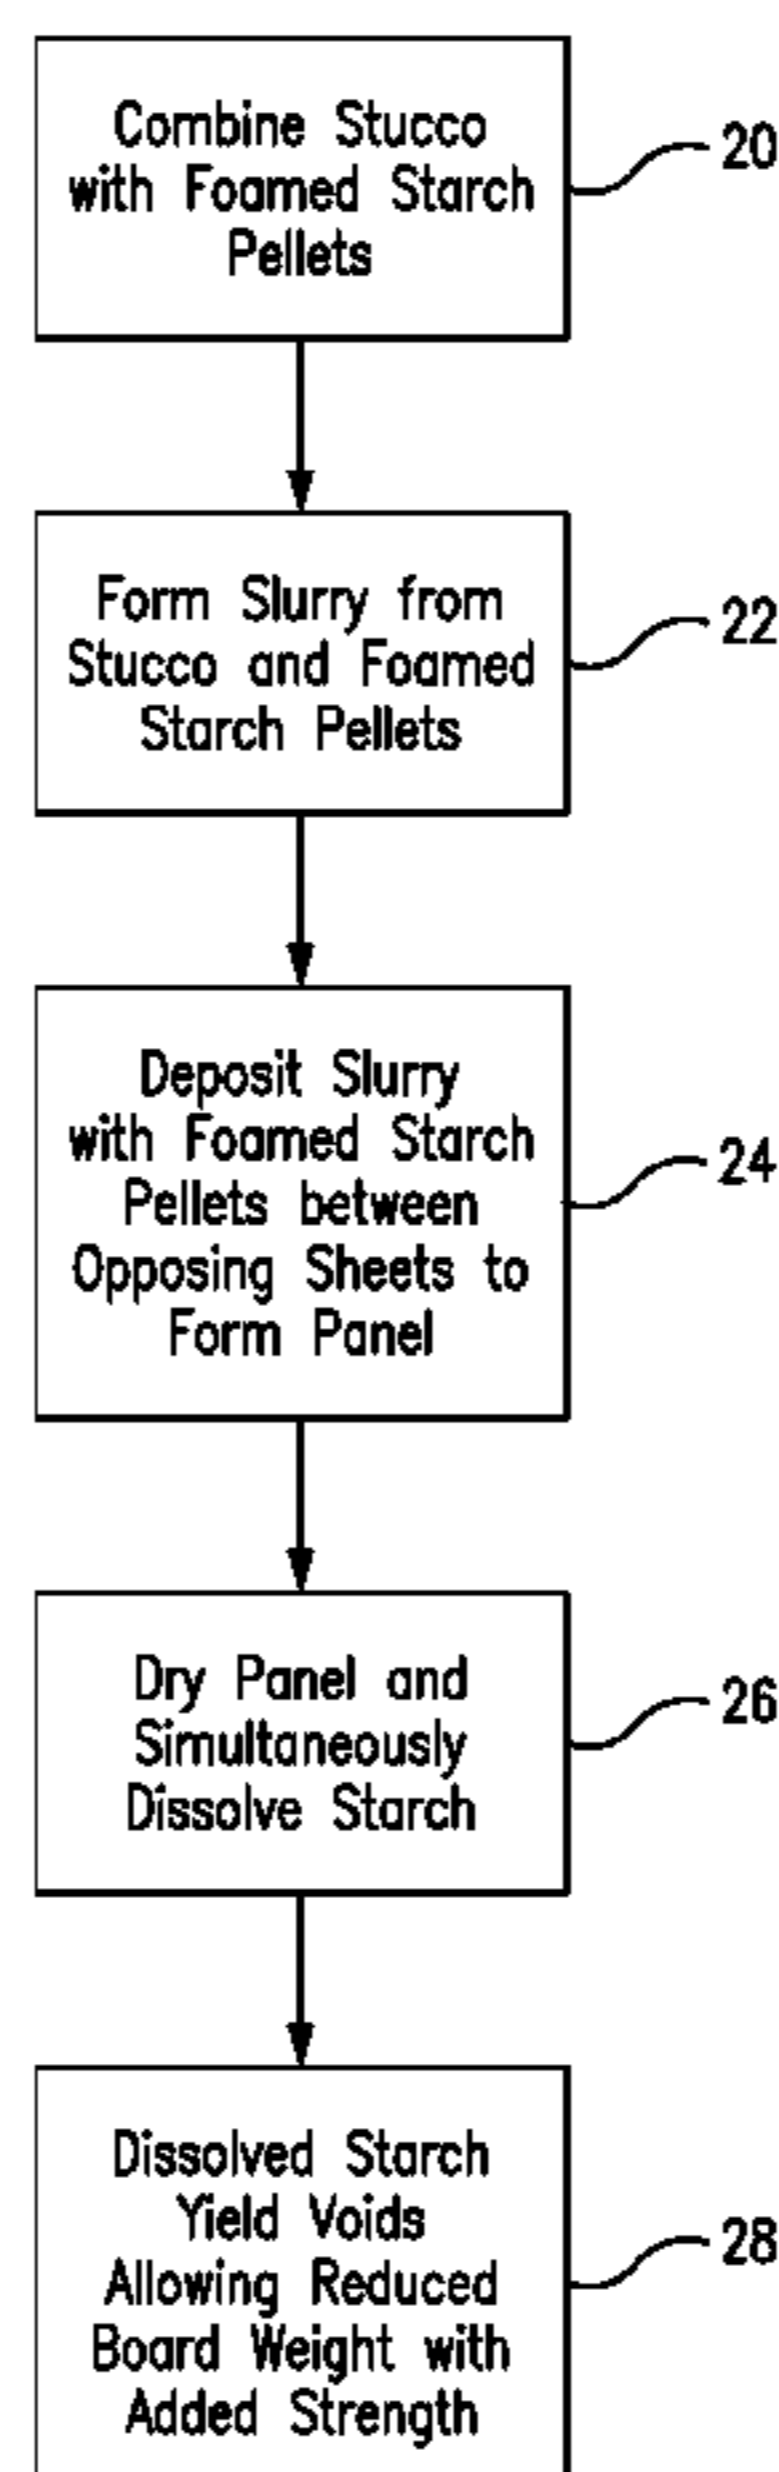 Combine Stucco
with Foamed Starch
Pellets
20
Form Slurry from
Stucco and Foamed
Starch Pellets
22
Deposit Slurry
with Foamed Starch
Pellets between
Opposing Sheets to
Form Panel
24
Dry Panel and
Simultaneously
Dissolve Starch
26
Dissolved Starch
Yield Voids
Allowing Reduced
Board Weight with
Added Strength
28